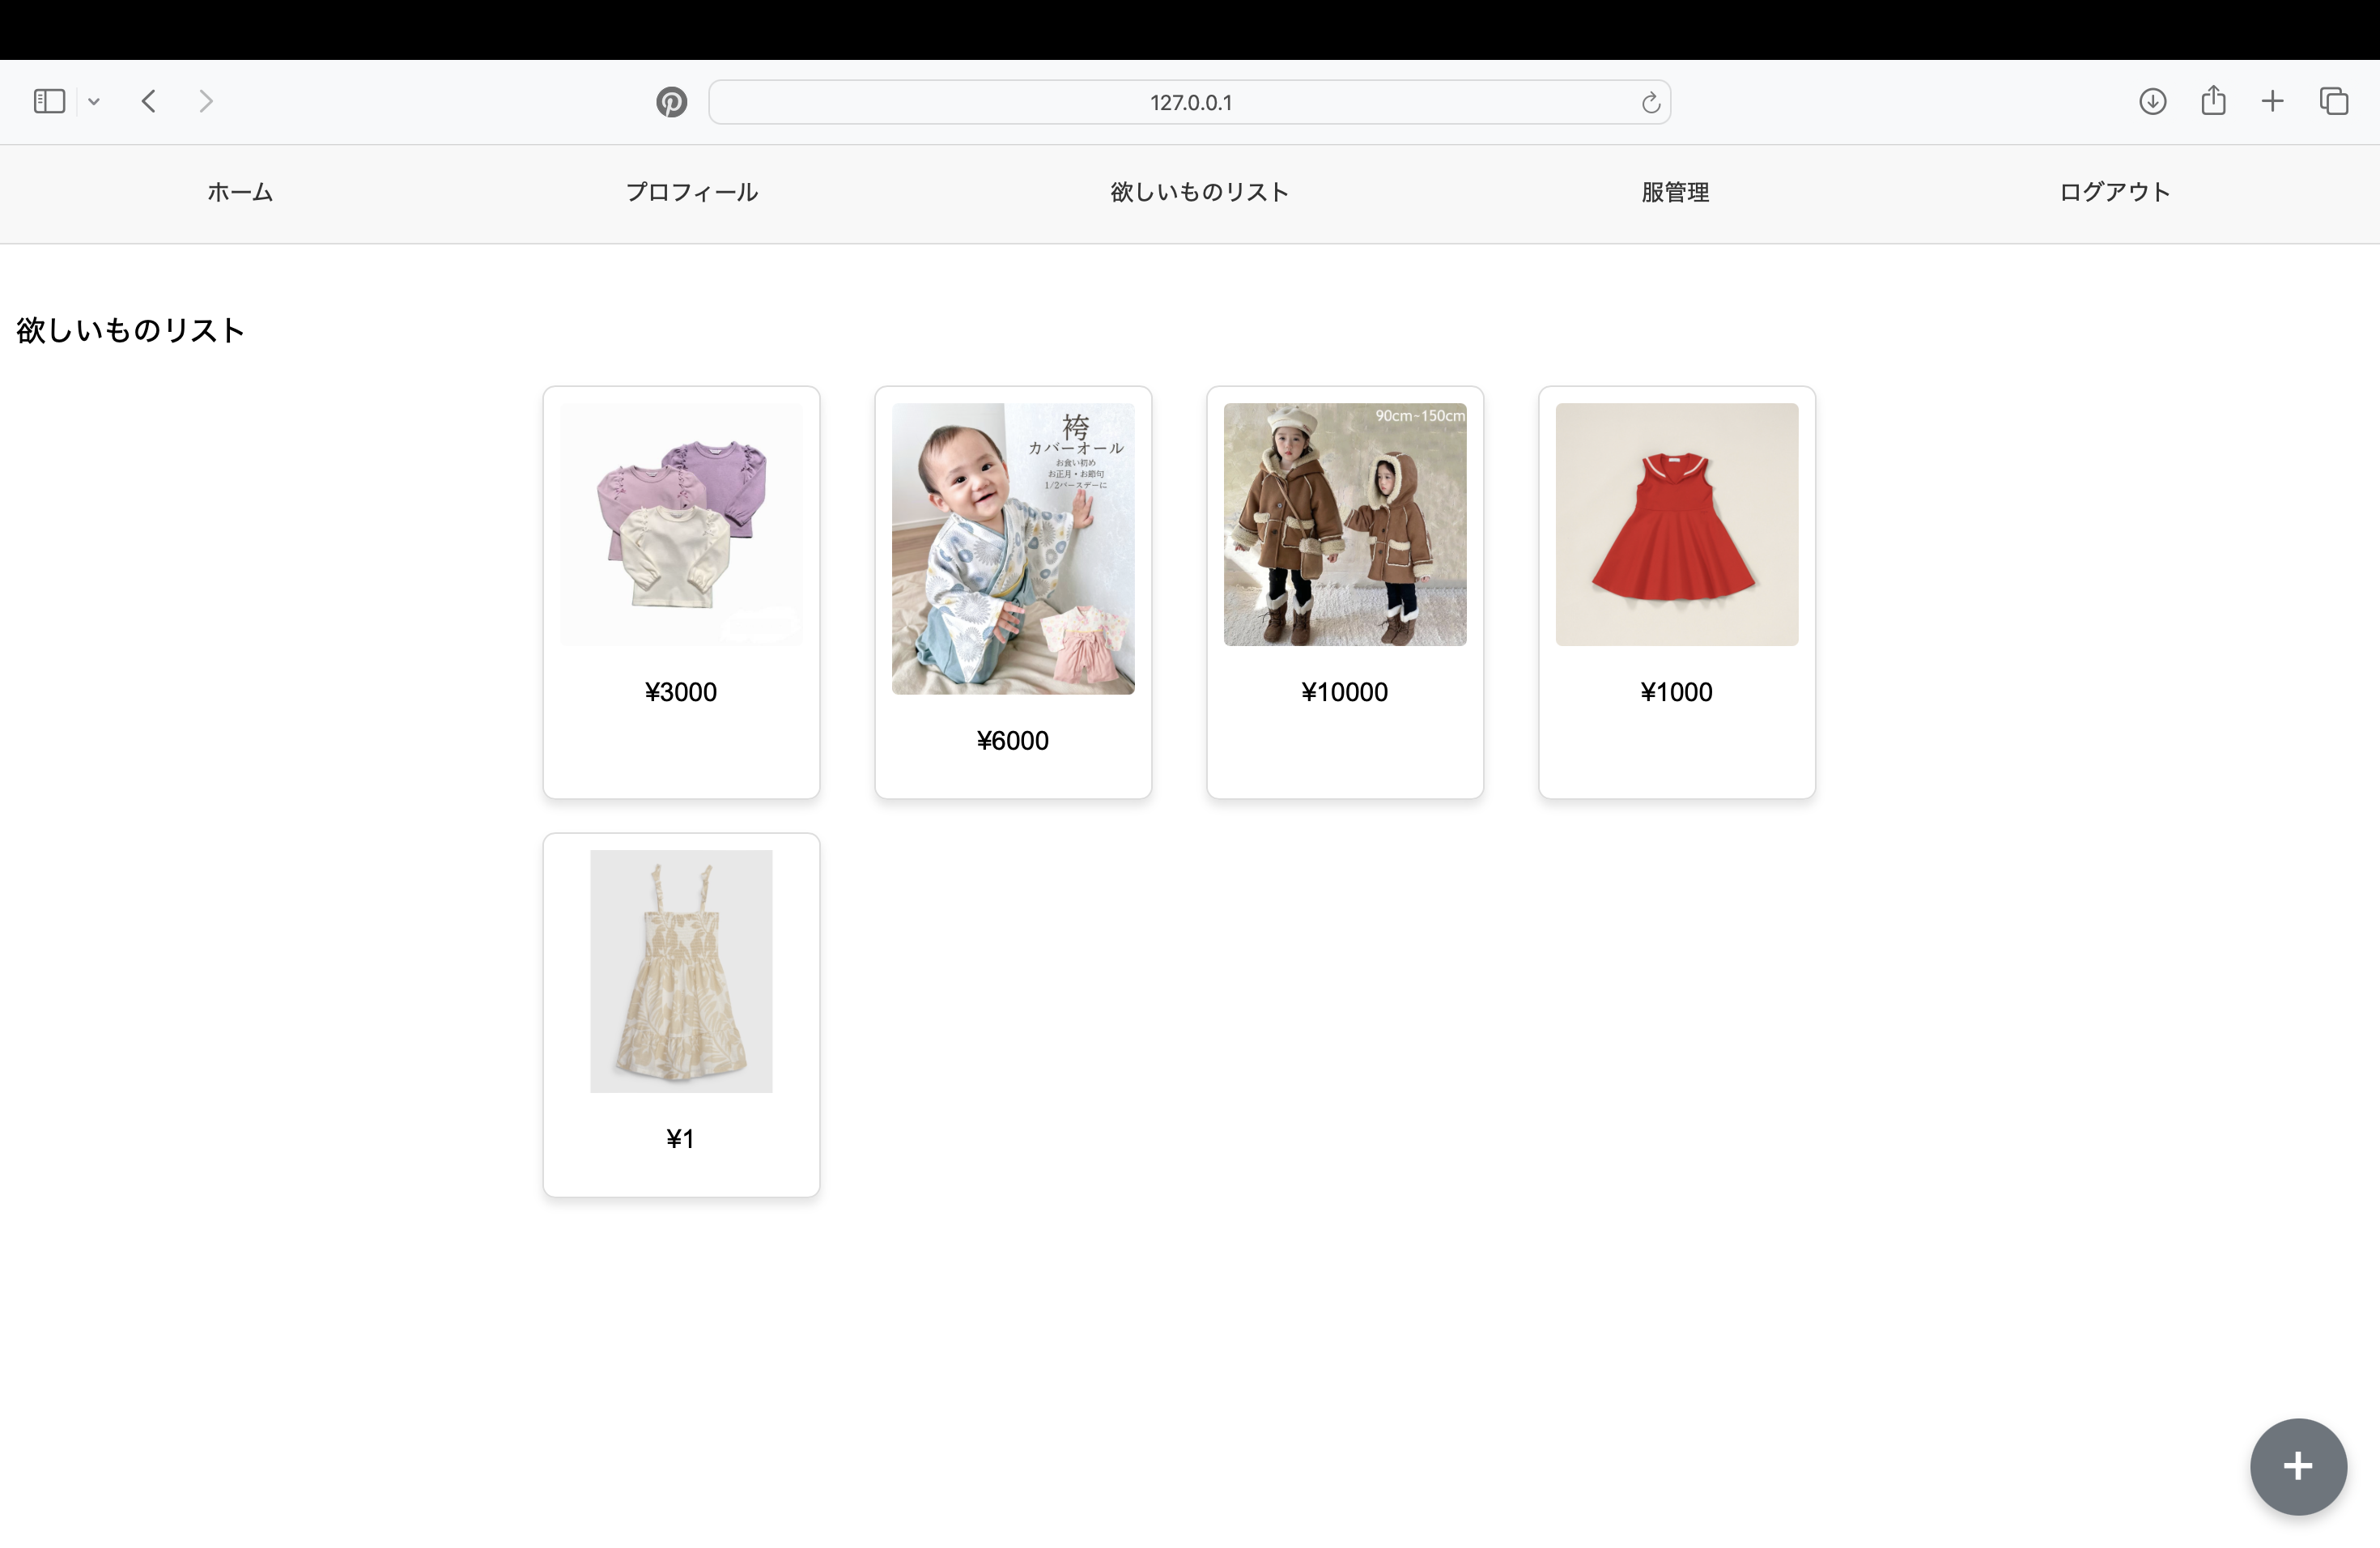 127.0.0.1
ホーム
プロフィール
欲しいものリスト
服管理
ログアウト
欲しいものリスト
袴
カバーオール
お食い初め
お正月・お節句
1/2バースデーに
90cm~150cm
¥3000
¥6000
¥10000
¥1000
¥1